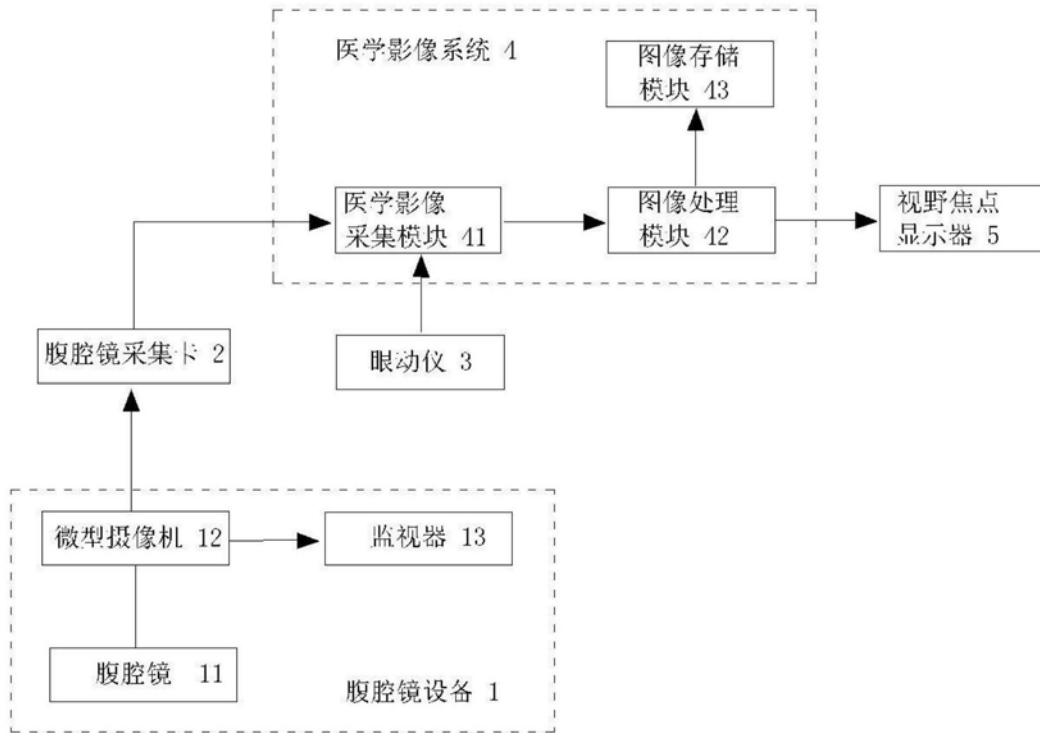 医学影像系统 4
图像存储
模块 43
医学影像
采集模块 41
图像处理
模块 42
视野焦点
显示器 5
腹腔镜采集卡 2
眼动仪 3
微型摄像机 12
监视器 13
腹腔镜 11
腹腔镜设备 1